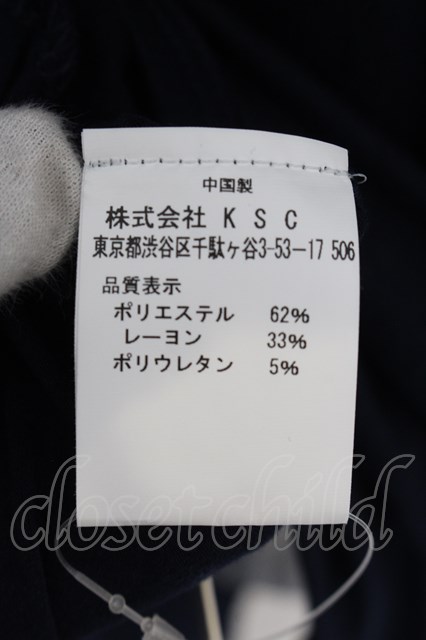 中国製
株式会社 K S C
東京都渋谷区千駄ヶ谷3-53-17 506
品質表示
ポリエステル 62%
レーヨン 33%
ポリウレタン 5%
closet child